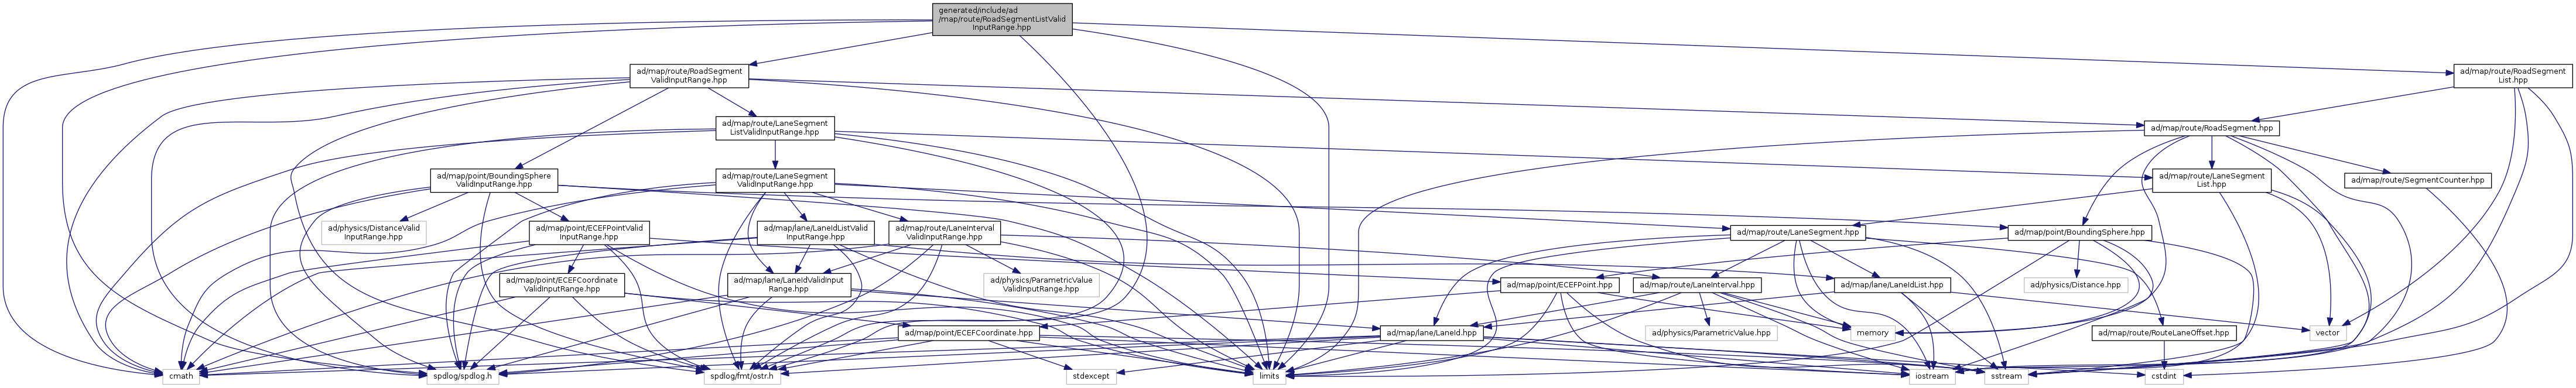 generated/include/ad
/map/route/RoadSegmentListValid
InputRange.hpp
ad/map/route/RoadSegment
ValidInputRange.hpp
ad/map/route/RoadSegment
List.hpp
ad/map/route/LaneSegment
ListValidInputRange.hpp
ad/map/route/RoadSegment.hpp
ad/map/point/BoundingSphere
ValidInputRange.hpp
ad/map/route/LaneSegment
ValidInputRange.hpp
ad/map/route/LaneSegment
List.hpp
ad/map/route/SegmentCounter.hpp
ad/physics/DistanceValid
InputRange.hpp
ad/map/point/ECEFPointValid
InputRange.hpp
ad/map/lane/LaneIdListValid
InputRange.hpp
ad/map/route/LaneInterval
ValidInputRange.hpp
ad/map/route/LaneSegment.hpp
ad/map/point/BoundingSphere.hpp
ad/map/point/ECEFCoordinate
ValidInputRange.hpp
ad/map/lane/LaneIdValidInput
Range.hpp
ad/physics/ParametricValue
ValidInputRange.hpp
ad/map/point/ECEFPoint.hpp
ad/map/route/LaneInterval.hpp
ad/map/lane/LaneIdList.hpp
ad/physics/Distance.hpp
ad/map/point/ECEFCoordinate.hpp
ad/map/lane/LaneId.hpp
ad/physics/ParametricValue.hpp
memory
ad/map/route/RouteLaneOffset.hpp
vector
cmath
spdlog/spdlog.h
spdlog/fmt/ostr.h
stdexcept
limits
iostream
sstream
cstdint